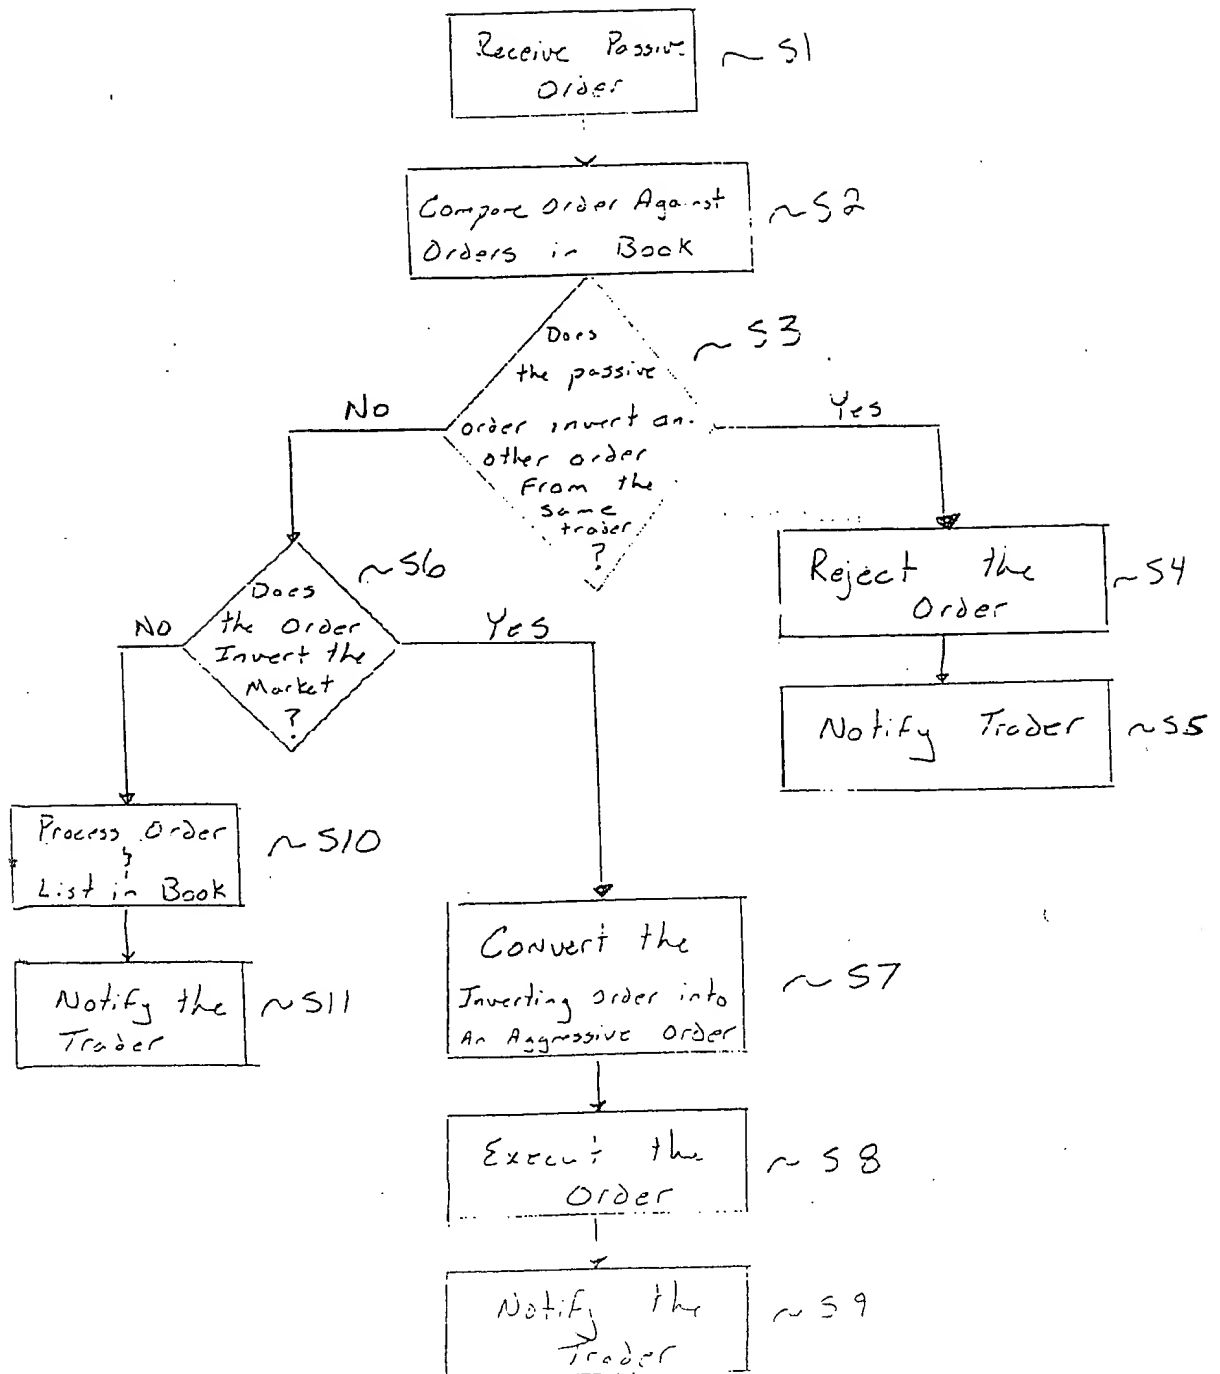 Receive Passive
Order
~ S1
Compare Order Against
Orders in Book
~ S2
Does
the passive
order invert an-
other order
From the
same
trader
?
~ S3
No
Yes
Reject the
Order
~ S4
Notify Trader
~ S5
Does
the Order
Invert the
Market
?
~ S6
No
Yes
Process Order
&
List in Book
~ S10
Notify the
Trader
~ S11
Convert the
Inverting order into
An Aggressive Order
~ S7
Execut the
Order
~ S8
Notify the
Trader
~ S9